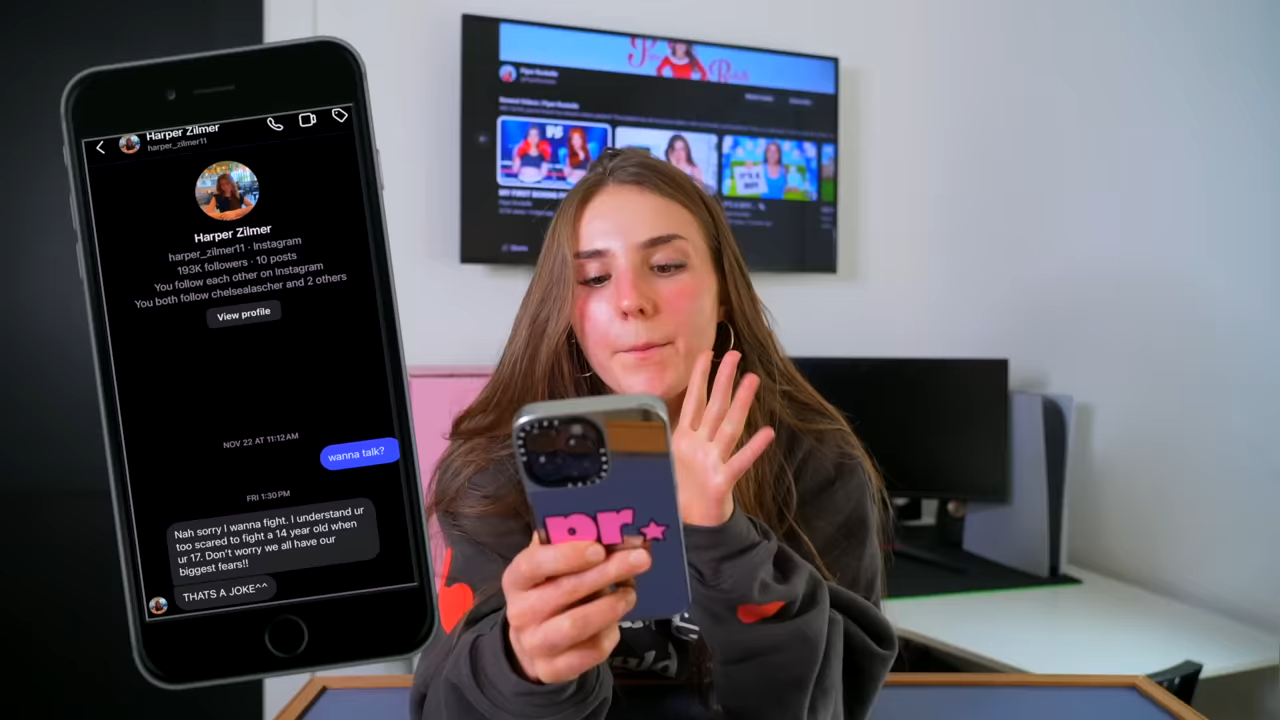 Harper Zilmer
harper_zilmer11
Harper Zilmer
harper_zilmer11 · Instagram
193K followers · 10 posts
You follow each other on Instagram
You both follow chelsealascher and 2 others
View profile
NOV 22 AT 11:12 AM
wanna talk?
FRI 1:30 PM
Nah sorry I wanna fight. I understand ur
too scared to fight a 14 year old when
ur 17. Don't worry we all have our
biggest fears!!
THATS A JOKE^^
IT'S A
BOY
pr